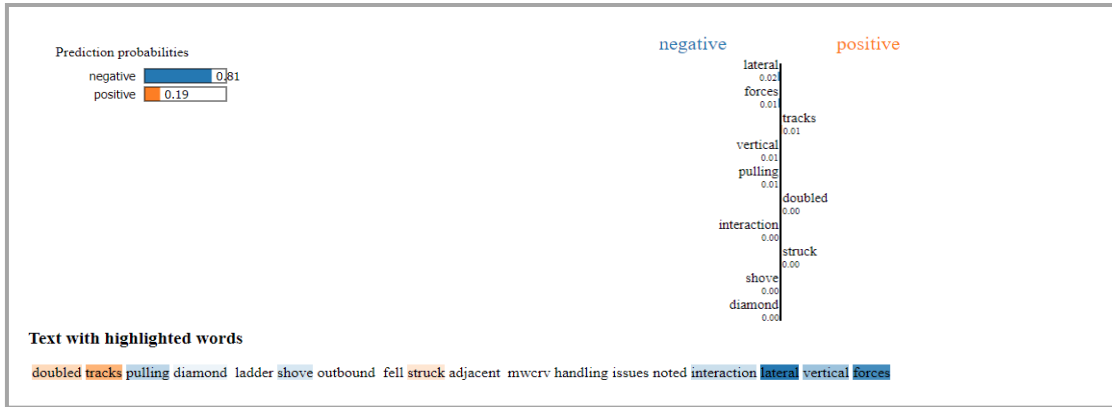 negative positive
Prediction probabilities
negative 0.81
positive 0.19
lateral
0.02
forces
0.01
tracks
0.01
vertical
0.01
pulling
0.01
doubled
0.00
interaction
0.00
struck
0.00
shove
0.00
diamond
0.00
Text with highlighted words
doubled tracks pulling diamond ladder shove outbound fell struck adjacent mwcrv handling issues noted interaction lateral vertical forces